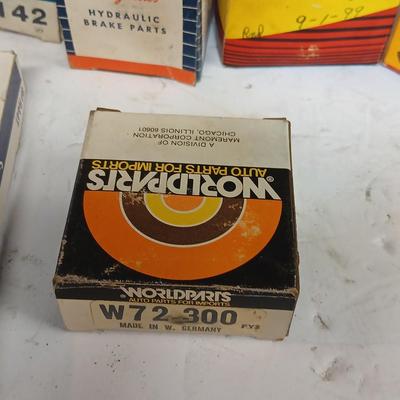 142
HYDRAULIC
BRAKE PARTS
9-1-99
A DIVISION OF
MAREMONT CORPORATION
CHICAGO, ILLINOIS 60601
WORLDPARTS®
AUTO PARTS FOR IMPORTS
®WORLDPARTS
AUTO PARTS FOR IMPORTS
W72 300
MADE IN W. GERMANY